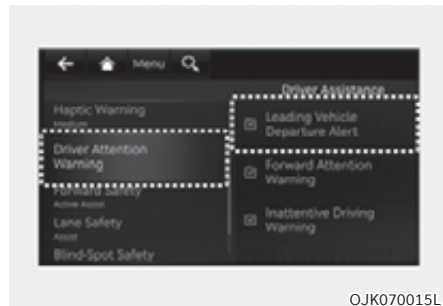 Menu
Driver Assistance
Haptic Warning
Medium
Driver Attention
Warning
Forward Safety
Active Assist
Lane Safety
Assist
Blind-Spot Safety
Leading Vehicle
Departure Alert
Forward Attention
Warning
Inattentive Driving
Warning
OJK070015L